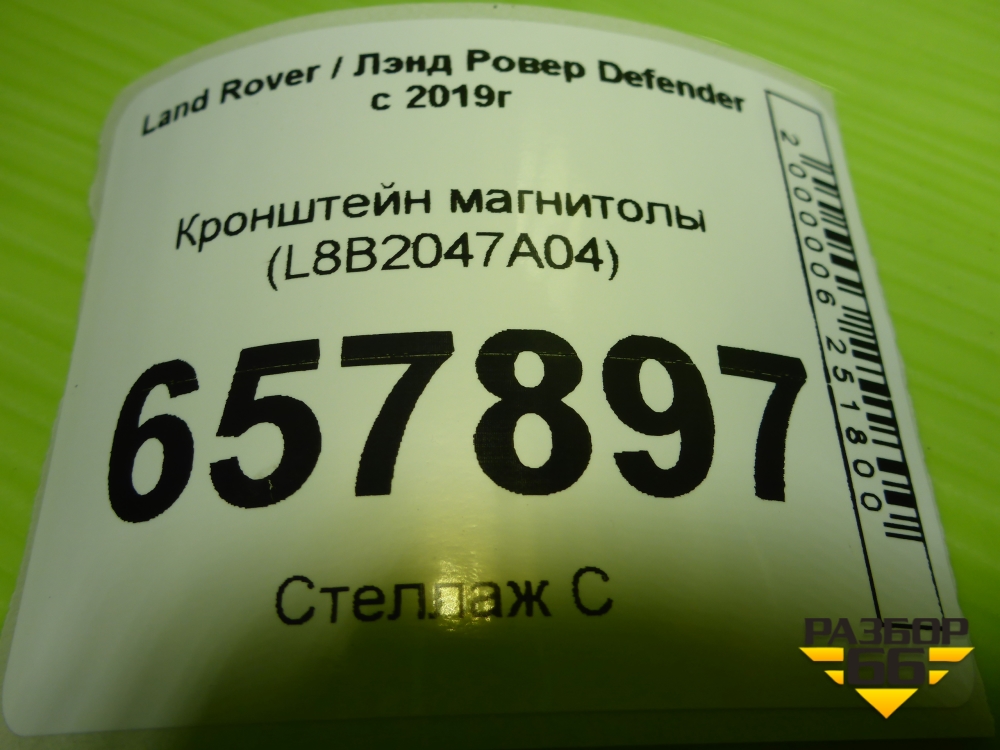 Land Rover / Лэнд Ровер Defender
с 2019г
Кронштейн магнитолы
(L8B2047A04)
657897
Стеллаж С
2000006251800
РАЗБОР
66